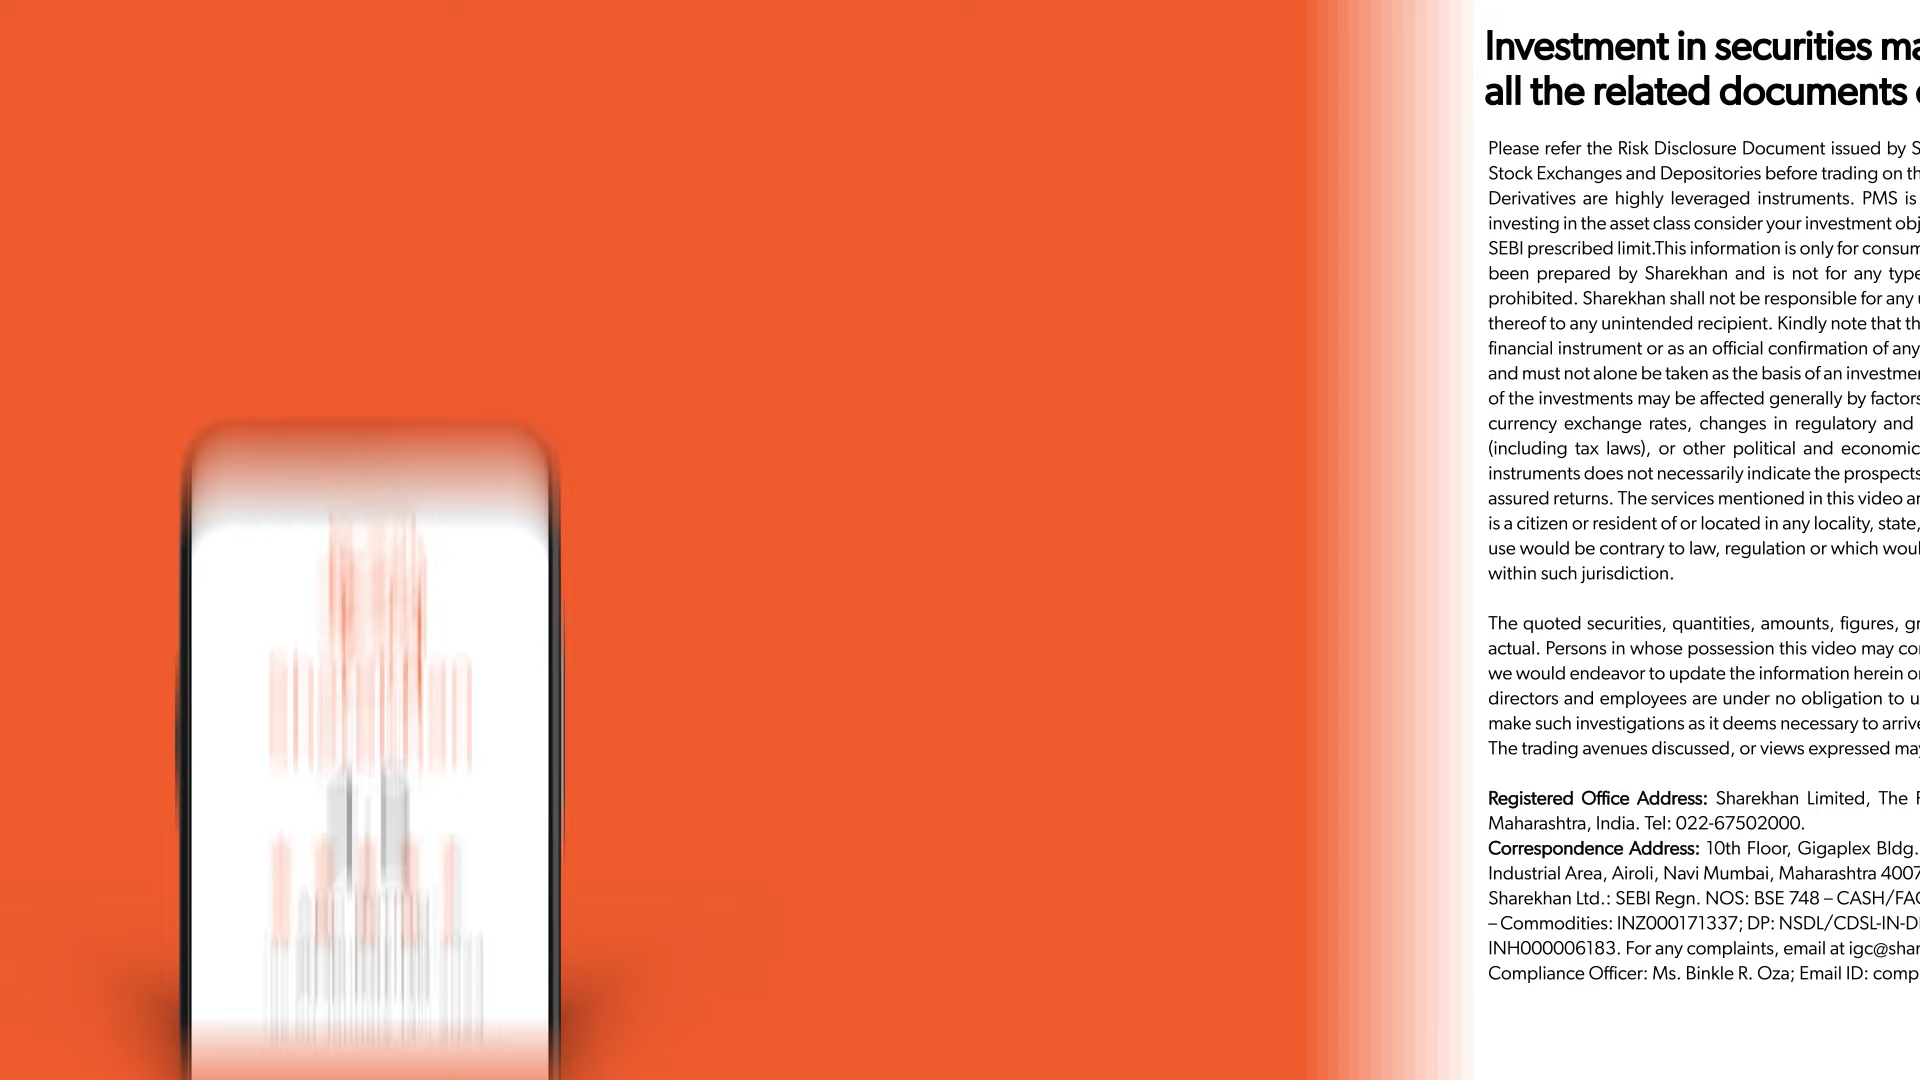 Investment in securities ma
all the related documents
Please refer the Risk Disclosure Document issued by S
Stock Exchanges and Depositories before trading on th
Derivatives are highly leveraged instruments. PMS is
investing in the asset class consider your investment obj
SEBI prescribed limit.This information is only for consum
been prepared by Sharekhan and is not for any type
prohibited. Sharekhan shall not be responsible for any u
thereof to any unintended recipient. Kindly note that th
financial instrument or as an official confirmation of any
and must not alone be taken as the basis of an investmen
of the investments may be affected generally by factors
currency exchange rates, changes in regulatory and
(including tax laws), or other political and economic
instruments does not necessarily indicate the prospects
assured returns. The services mentioned in this video ar
is a citizen or resident of or located in any locality, state,
use would be contrary to law, regulation or which woul
within such jurisdiction.
The quoted securities, quantities, amounts, figures, gr
actual. Persons in whose possession this video may co
we would endeavor to update the information herein o
directors and employees are under no obligation to u
make such investigations as it deems necessary to arrive
The trading avenues discussed, or views expressed may
Registered Office Address: Sharekhan Limited, The
Maharashtra, India. Tel: 022-67502000.
Correspondence Address: 10th Floor, Gigaplex Bldg.
Industrial Area, Airoli, Navi Mumbai, Maharashtra 4007
Sharekhan Ltd.: SEBI Regn. NOS: BSE 748 – CASH/FAO
– Commodities: INZ000171337; DP: NSDL/CDSL-IN-D
INH000006183. For any complaints, email at igc@shar
Compliance Officer: Ms. Binkle R. Oza; Email ID: comp